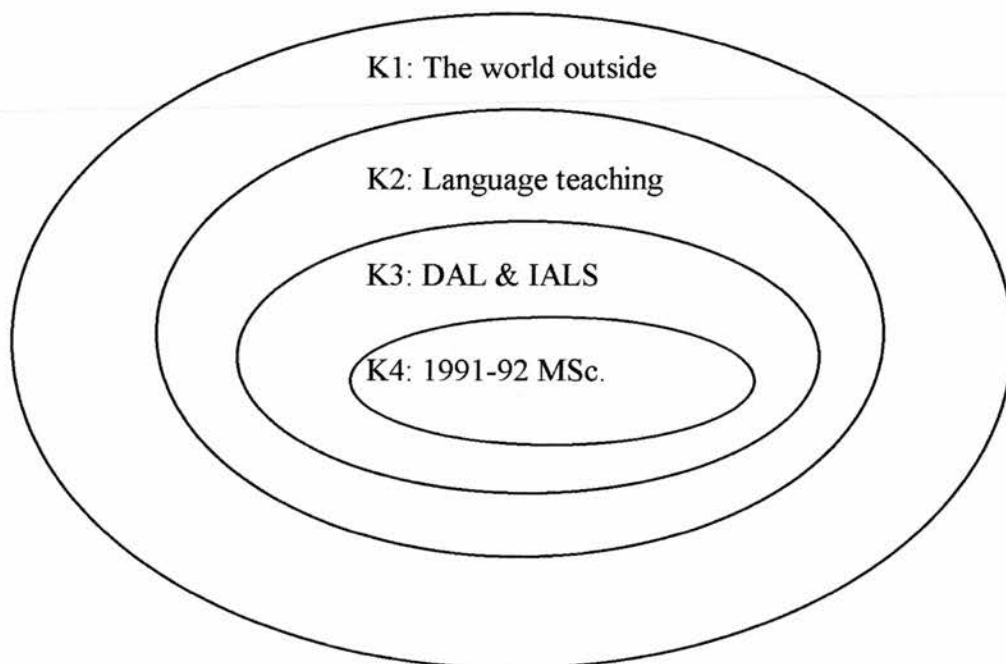 K1: The world outside
K2: Language teaching
K3: DAL & IALS
K4: 1991-92 MSc.